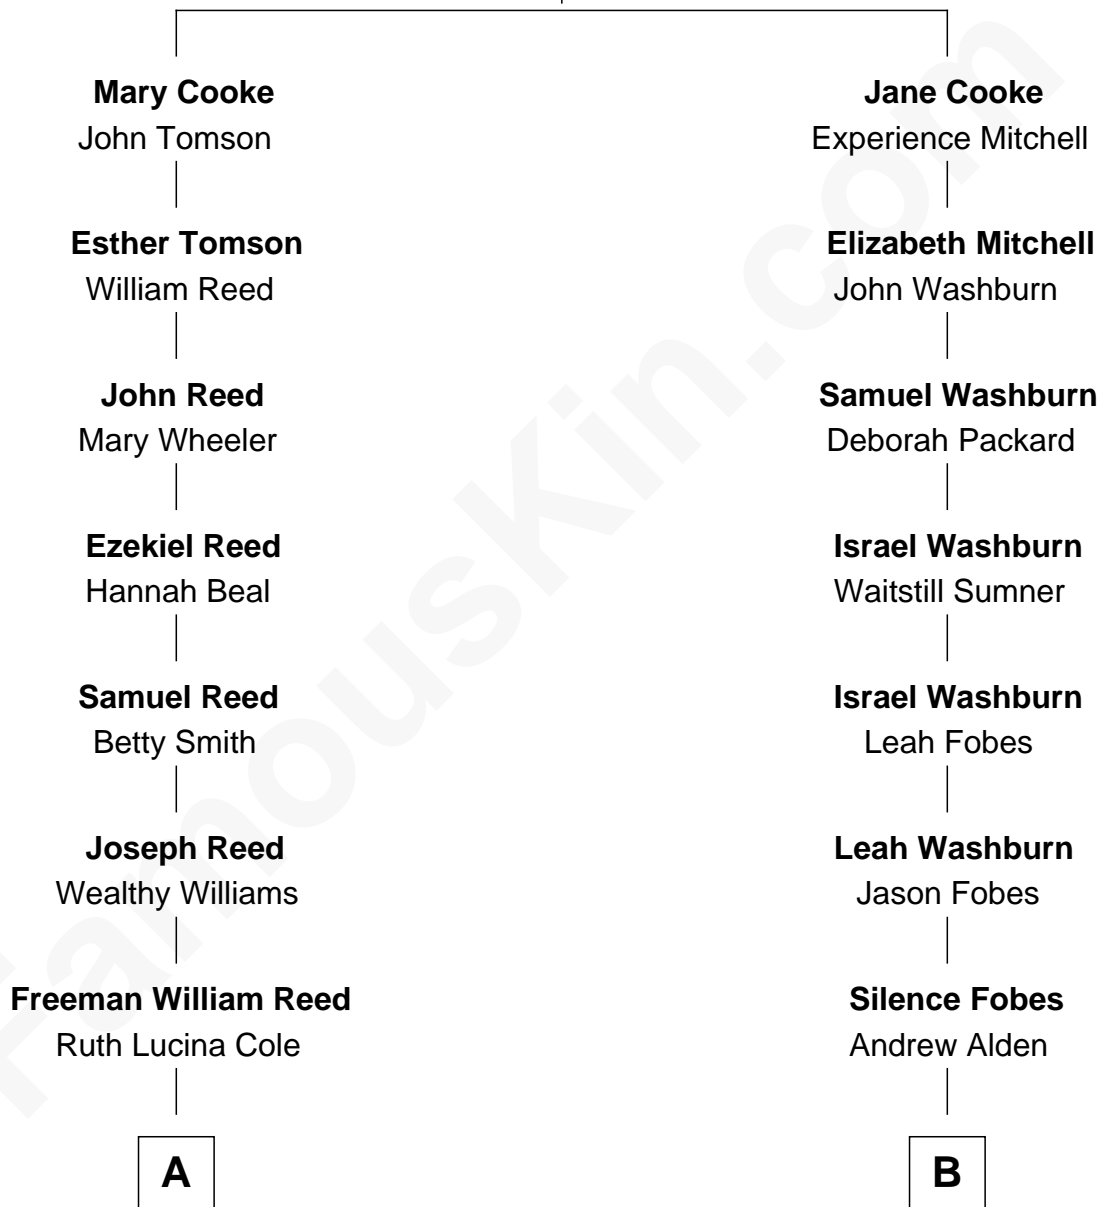 Mary Cooke
John Tomson
Jane Cooke
Experience Mitchell
Esther Tomson
William Reed
Elizabeth Mitchell
John Washburn
John Reed
Mary Wheeler
Samuel Washburn
Deborah Packard
Ezekiel Reed
Hannah Beal
Israel Washburn
Waitstill Sumner
Samuel Reed
Betty Smith
Israel Washburn
Leah Fobes
Joseph Reed
Wealthy Williams
Leah Washburn
Jason Fobes
Freeman William Reed
Ruth Lucina Cole
Silence Fobes
Andrew Alden
A
B
FamousKin.com